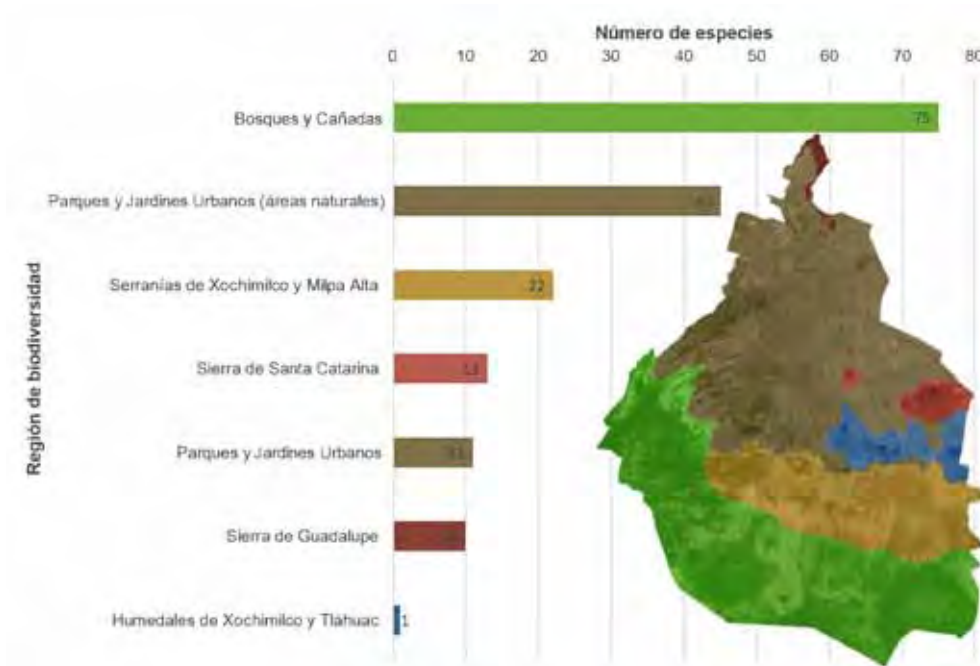 Número de especies
0 10 20 30 40 50 60 70 80
Bosques y Cañadas 75
Parques y Jardines Urbanos (áreas naturales)
Serranías de Xochimilco y Milpa Alta 22
Sierra de Santa Catarina 13
Parques y Jardines Urbanos 11
Sierra de Guadalupe
Humedales de Xochimilco y Tláhuac 1
Región de biodiversidad